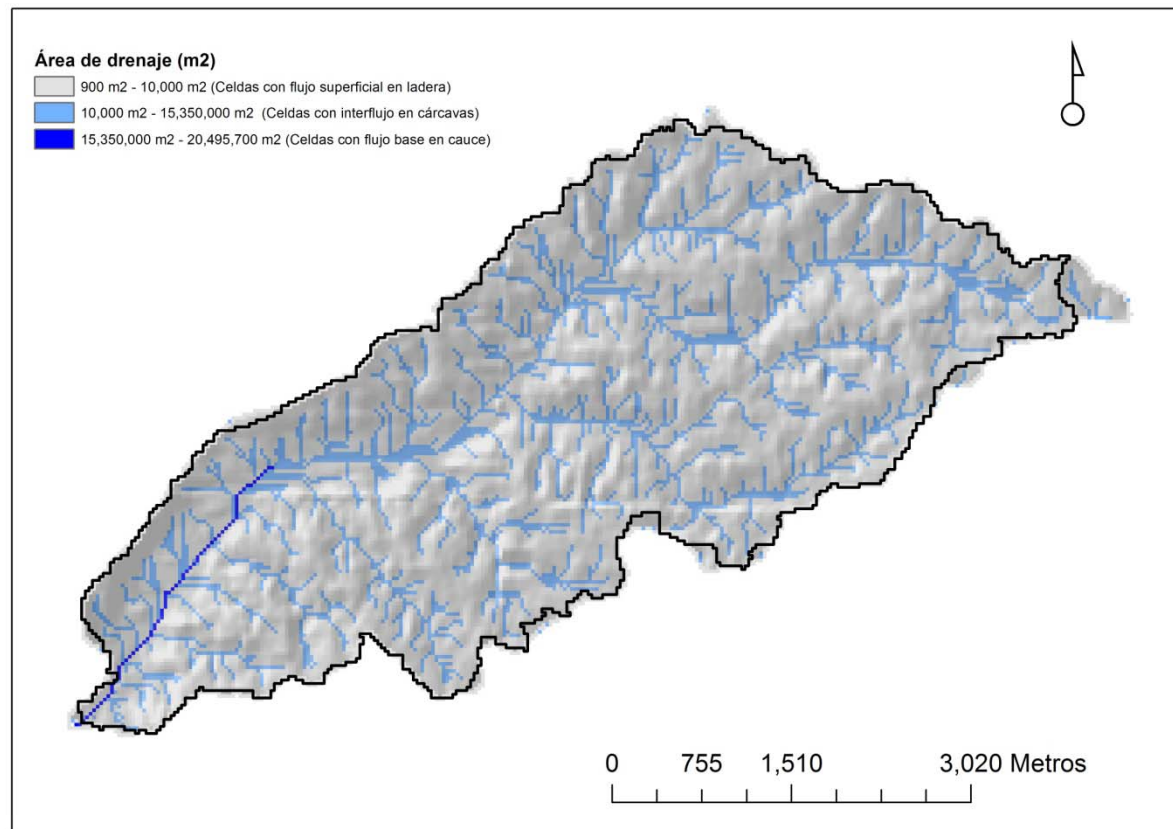 Área de drenaje (m2)
900 m2 - 10,000 m2 (Celdas con flujo superficial en ladera)
10,000 m2 - 15,350,000 m2 (Celdas con interflujo en cárcavas)
15,350,000 m2 - 20,495,700 m2 (Celdas con flujo base en cauce)
0 755 1,510 3,020 Metros